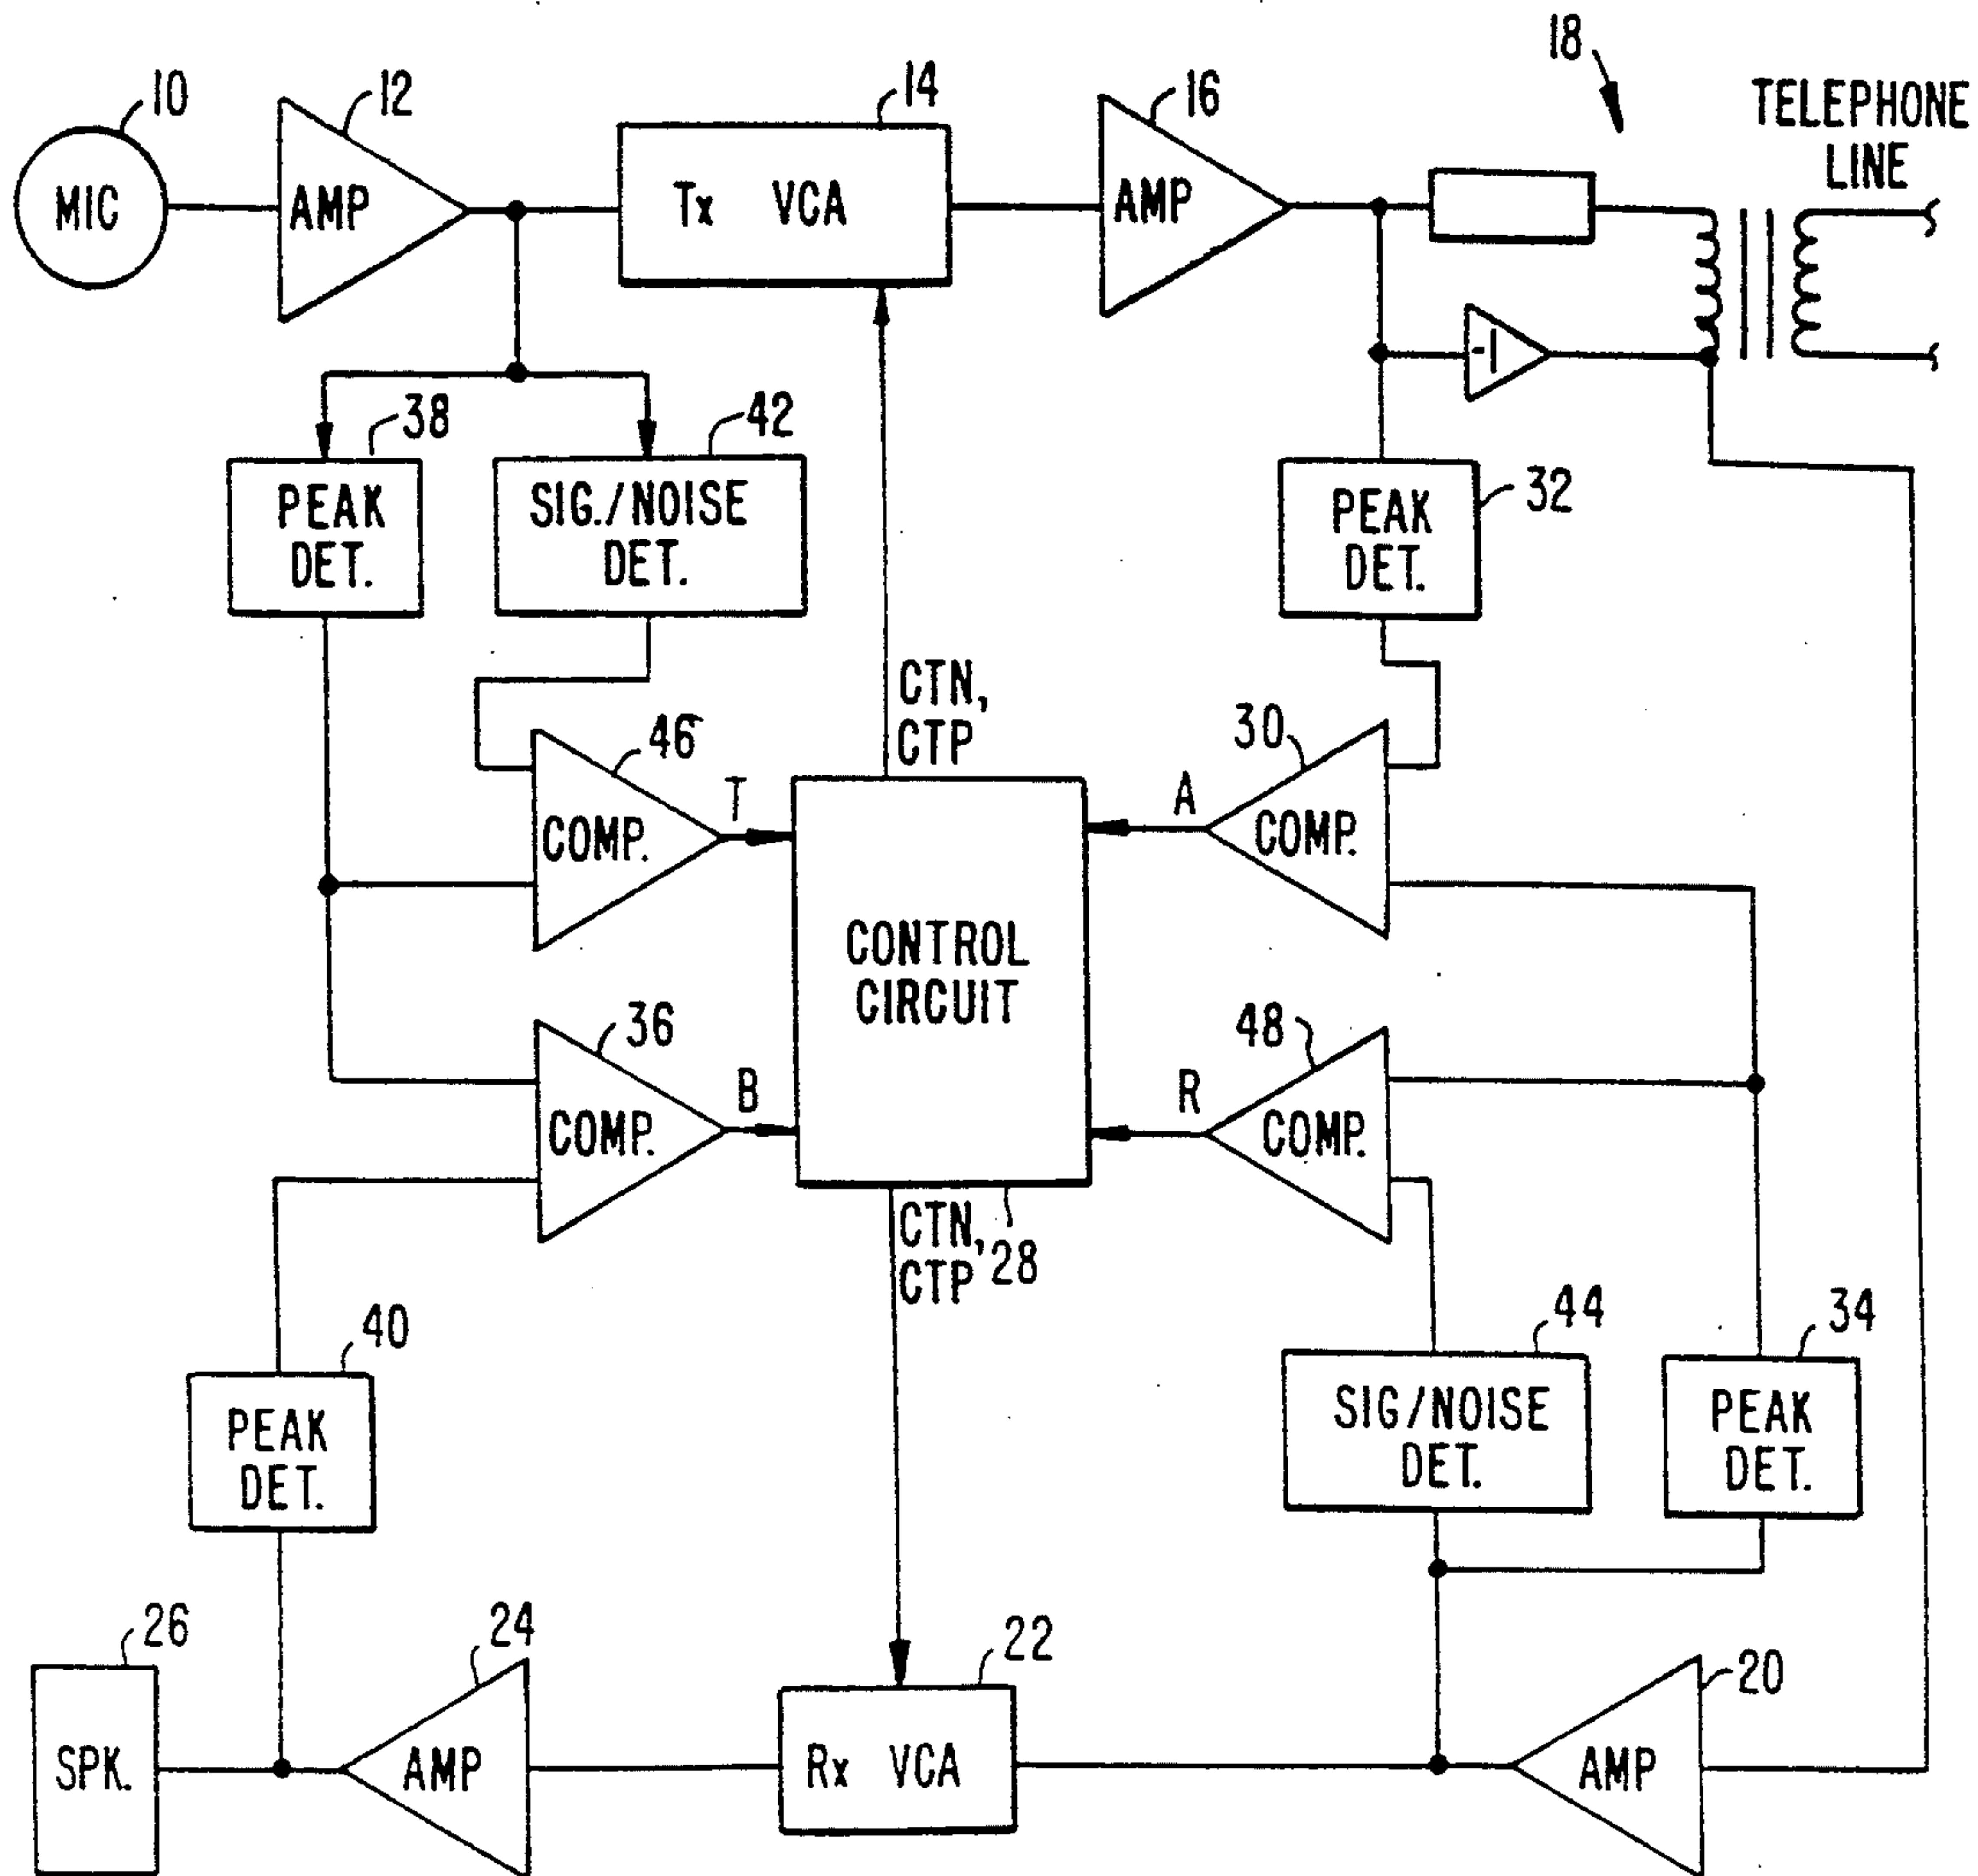 18
10
12
14
16
TELEPHONE
LINE
MIC
AMP
Tx VCA
AMP
-1
38
42
32
PEAK
DET.
SIG./NOISE
DET.
PEAK
DET.
CTN,
CTP
46
T
30
A
COMP.
COMP.
CONTROL
CIRCUIT
36
B
48
R
COMP.
COMP.
CTN,
CTP
28
40
44
34
PEAK
DET.
SIG/NOISE
DET.
PEAK
DET.
26
24
22
20
SPK.
AMP
Rx VCA
AMP